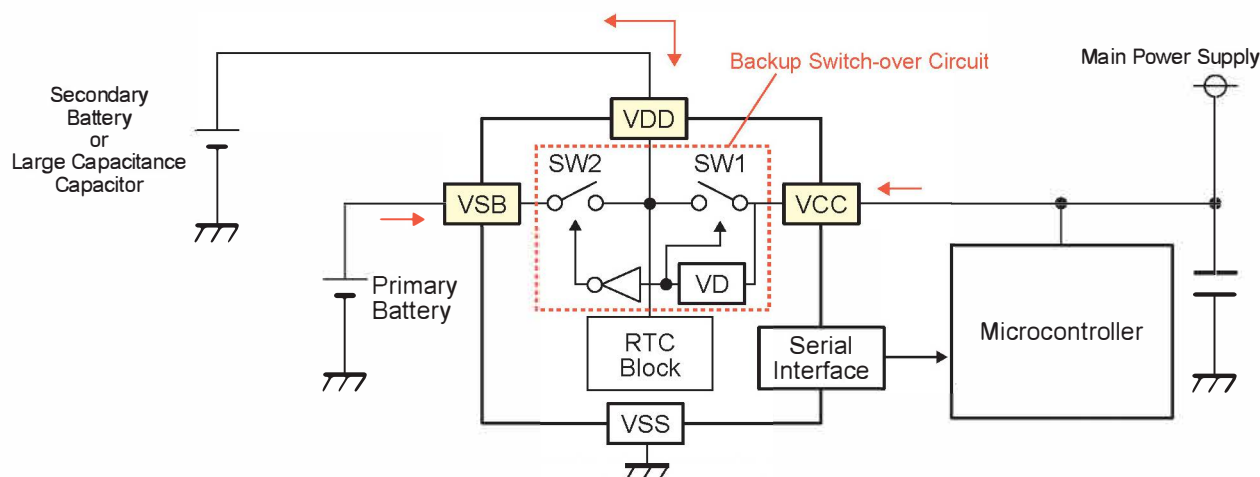 Backup Switch-over Circuit
Main Power Supply
Secondary
Battery
or
Large Capacitance
Capacitor
VDD
SW2
SW1
VSB
VCC
VD
Primary
Battery
RTC
Block
Serial
Interface
Microcontroller
VSS